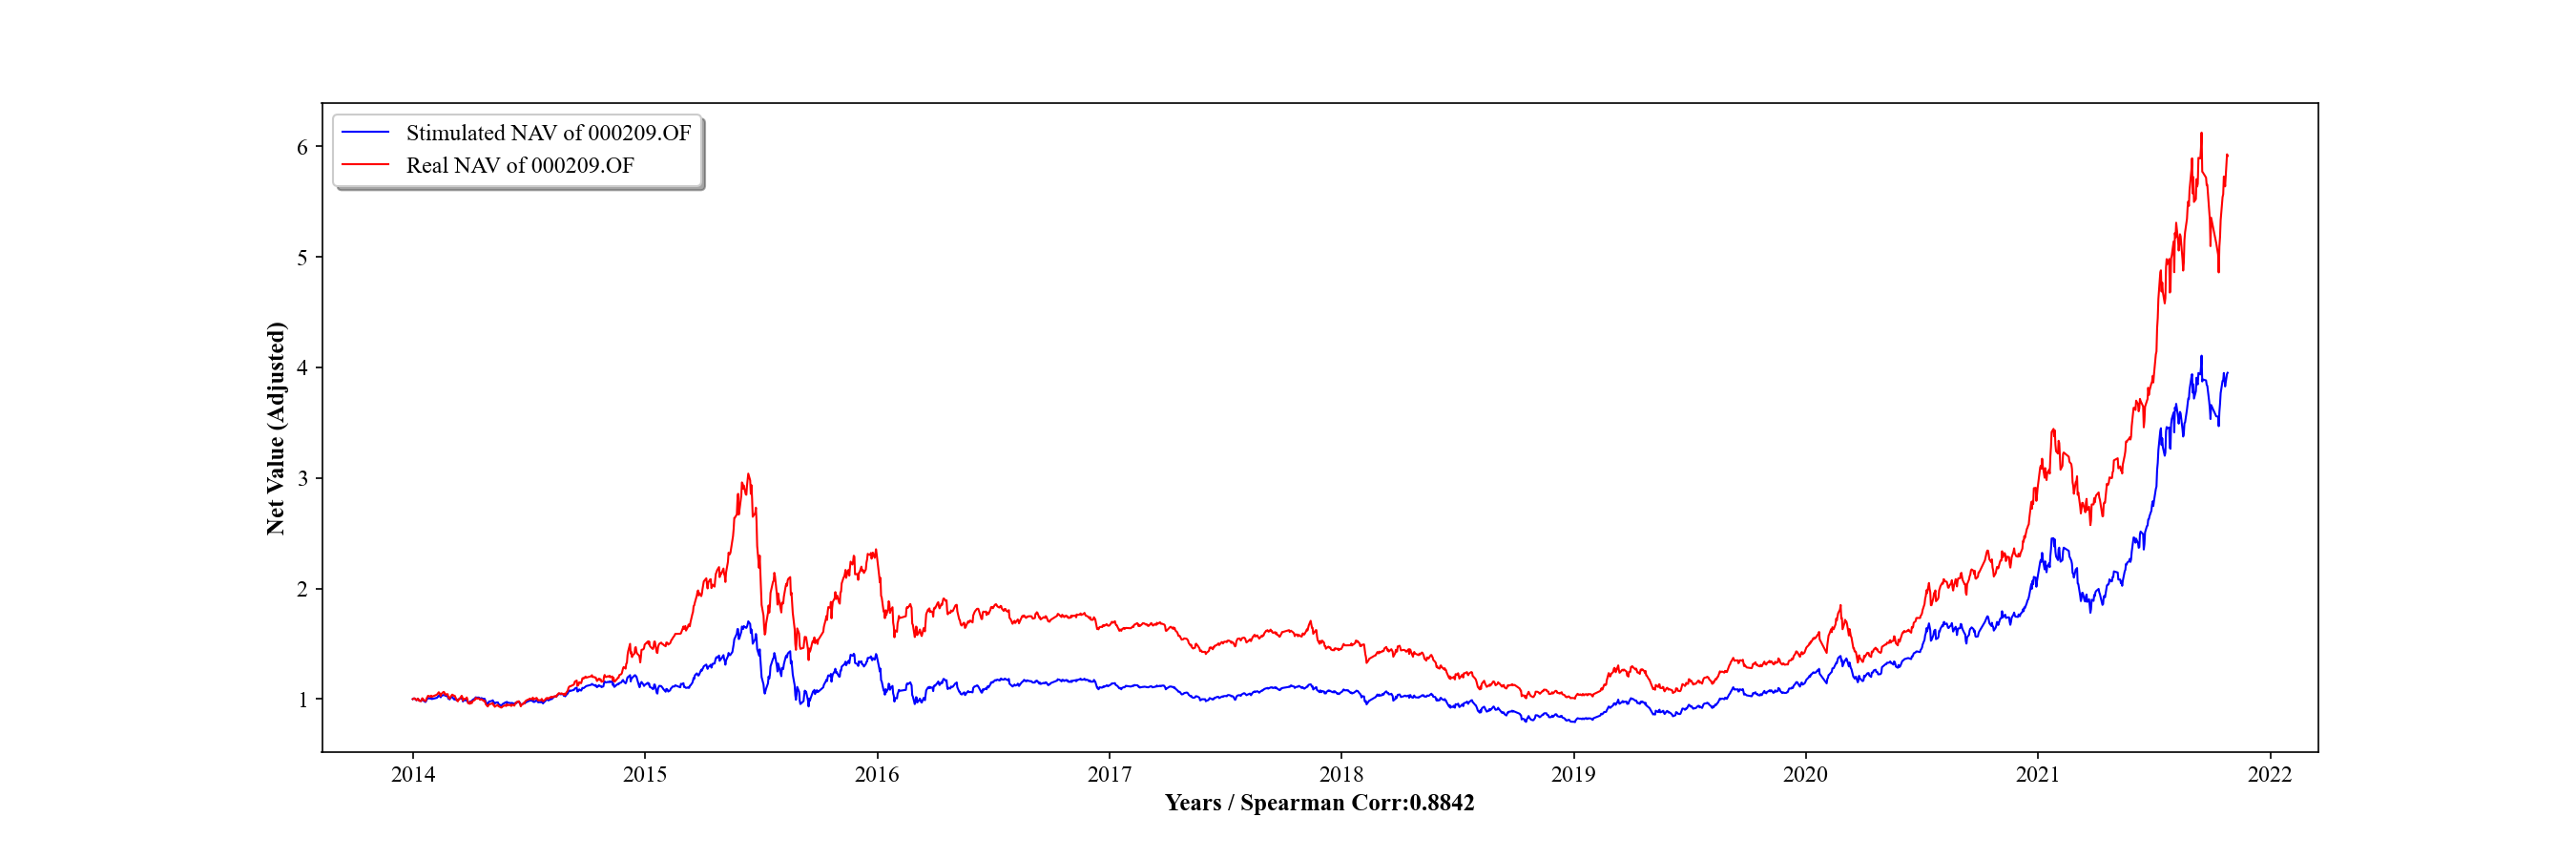 Stimulated NAV of 000209.OF
Real NAV of 000209.OF
6
5
4
3
2
1
Net Value (Adjusted)
2014 2015 2016 2017 2018 2019 2020 2021 2022
Years / Spearman Corr:0.8842